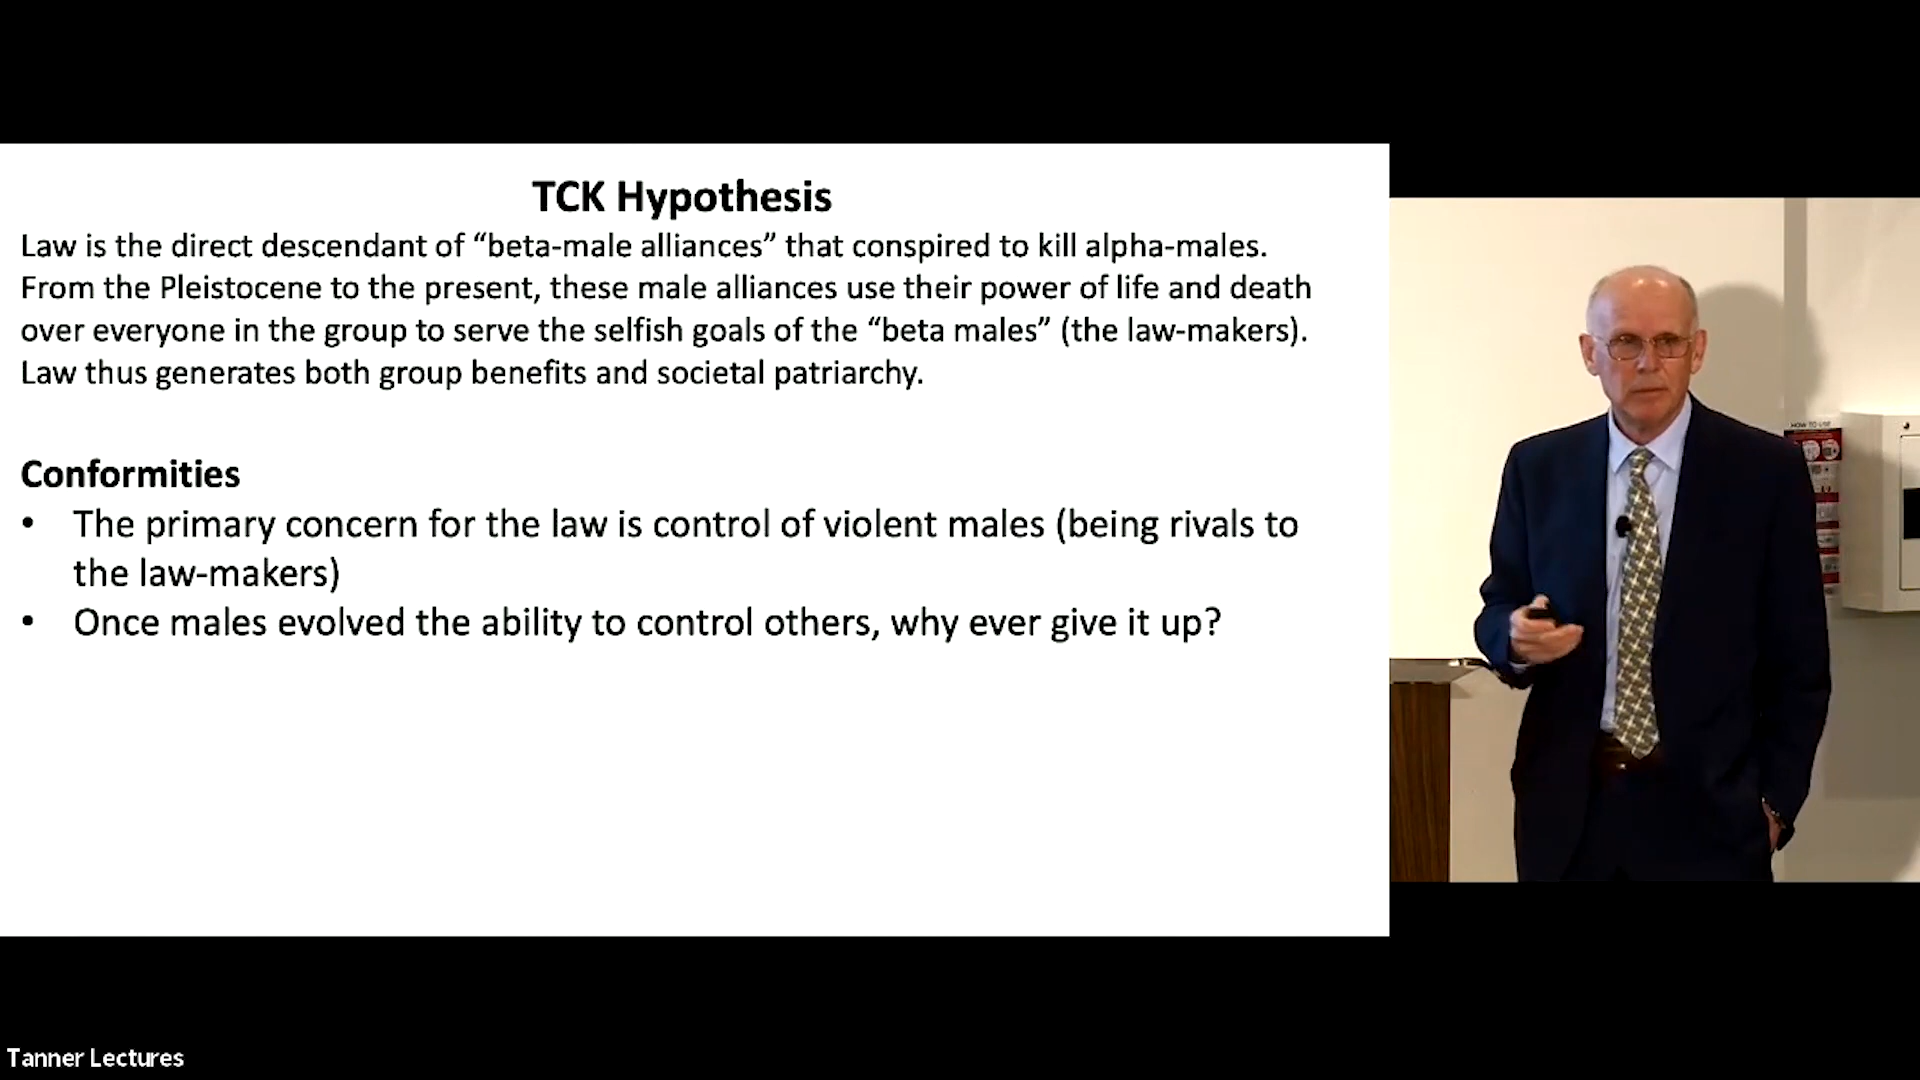 TCK Hypothesis
Law is the direct descendant of “beta-male alliances” that conspired to kill alpha-males.
From the Pleistocene to the present, these male alliances use their power of life and death
over everyone in the group to serve the selfish goals of the “beta males” (the law-makers).
Law thus generates both group benefits and societal patriarchy.
Conformities
• The primary concern for the law is control of violent males (being rivals to
the law-makers)
• Once males evolved the ability to control others, why ever give it up?
HOW TO USE
Tanner Lectures